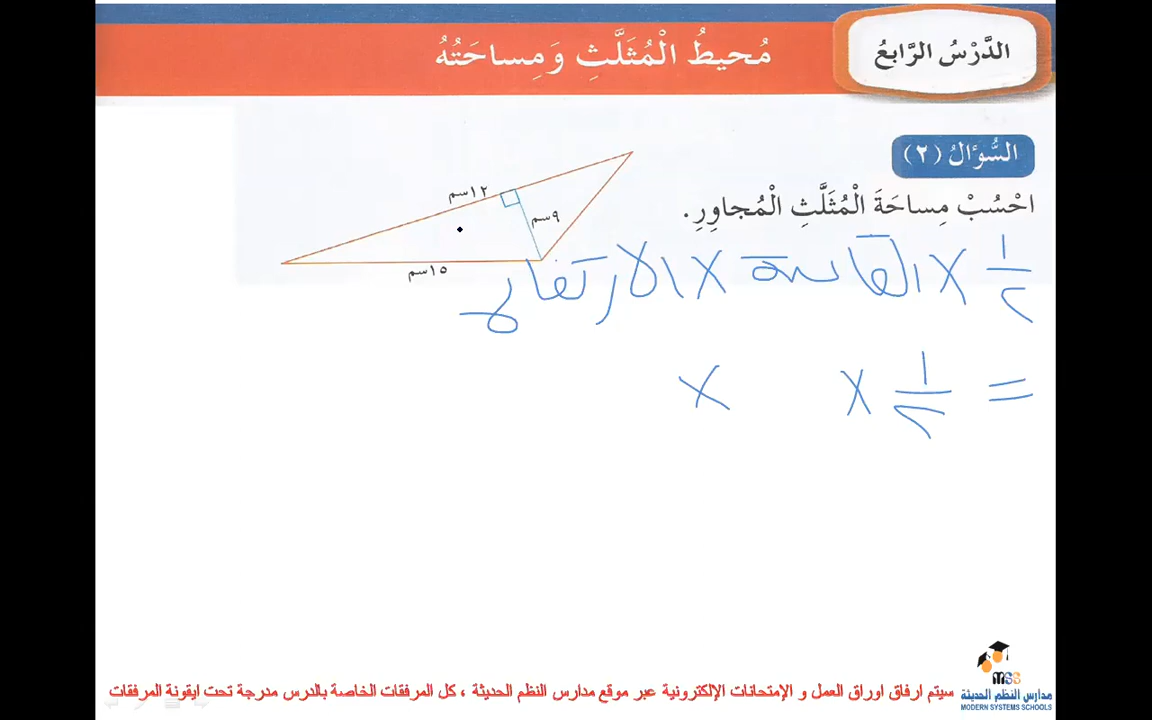 الدَّرْسُ الرَّابِعُ
مُحيطُ الْمُثَلَّثِ وَمِساحَتُهُ
السُّؤالُ (٢)
احْسُبْ مِساحَةَ الْمُثَلَّثِ الْمُجاوِرِ.
١٢سم
٩سم
١٥سم
١/٢ × القاعدة × الارتفاع
= ١/٢ × ×
سيتم ارفاق اوراق العمل و الإمتحانات الإلكترونية عبر موقع مدارس النظم الحديثة ، كل المرفقات الخاصة بالدرس مدرجة تحت ايقونة المرفقات
MSS
مدارس النظم الحديثة
MODERN SYSTEMS SCHOOLS